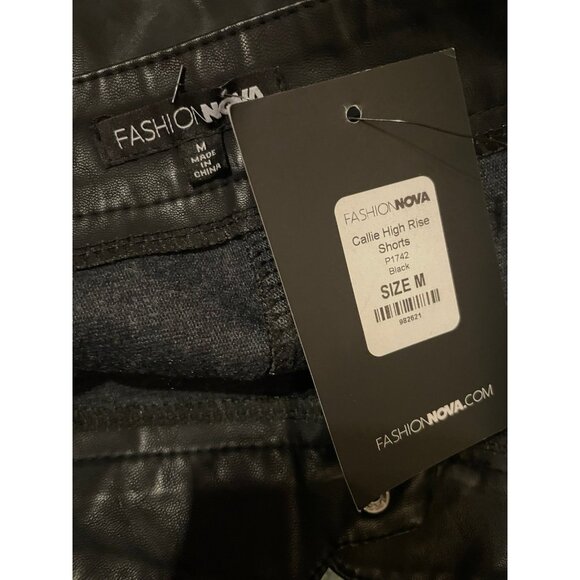 FASHIONNOVA
M
MADE
IN
CHINA
FASHIONNOVA
Callie High Rise
Shorts
P1742
Black
SIZE M
982621
FASHIONNOVA.COM